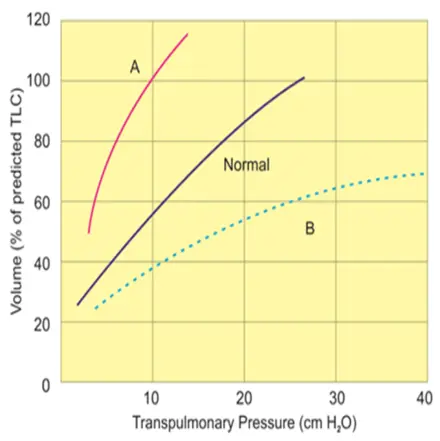 120
100
80
60
40
20
0
Volume (% of predicted TLC)
A
Normal
B
10
20
30
40
Transpulmonary Pressure (cm H₂O)